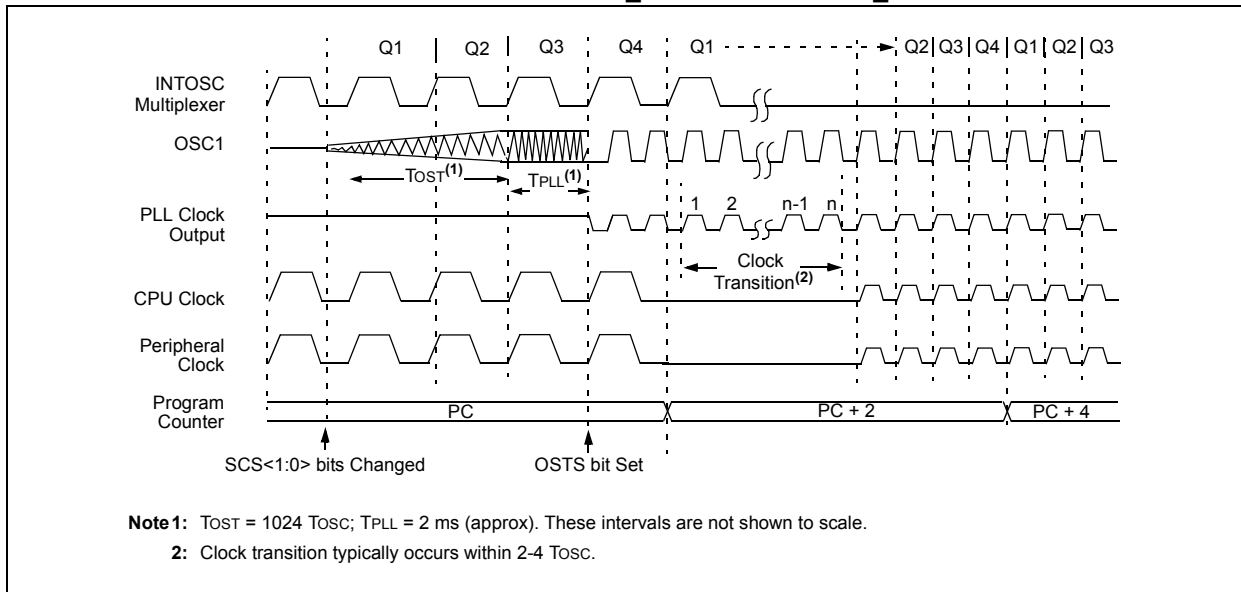 Q1 Q2 Q3 Q4 Q1 Q2 Q3 Q4 Q1 Q2 Q3
INTOSC
Multiplexer
OSC1
TOST(1)
TPLL(1)
1 2 n-1 n
PLL Clock
Output
Clock
Transition(2)
CPU Clock
Peripheral
Clock
Program
Counter
PC PC + 2 PC + 4
SCS<1:0> bits Changed OSTS bit Set
Note 1: TOST = 1024 TOSC; TPLL = 2 ms (approx). These intervals are not shown to scale.
2: Clock transition typically occurs within 2-4 TOSC.